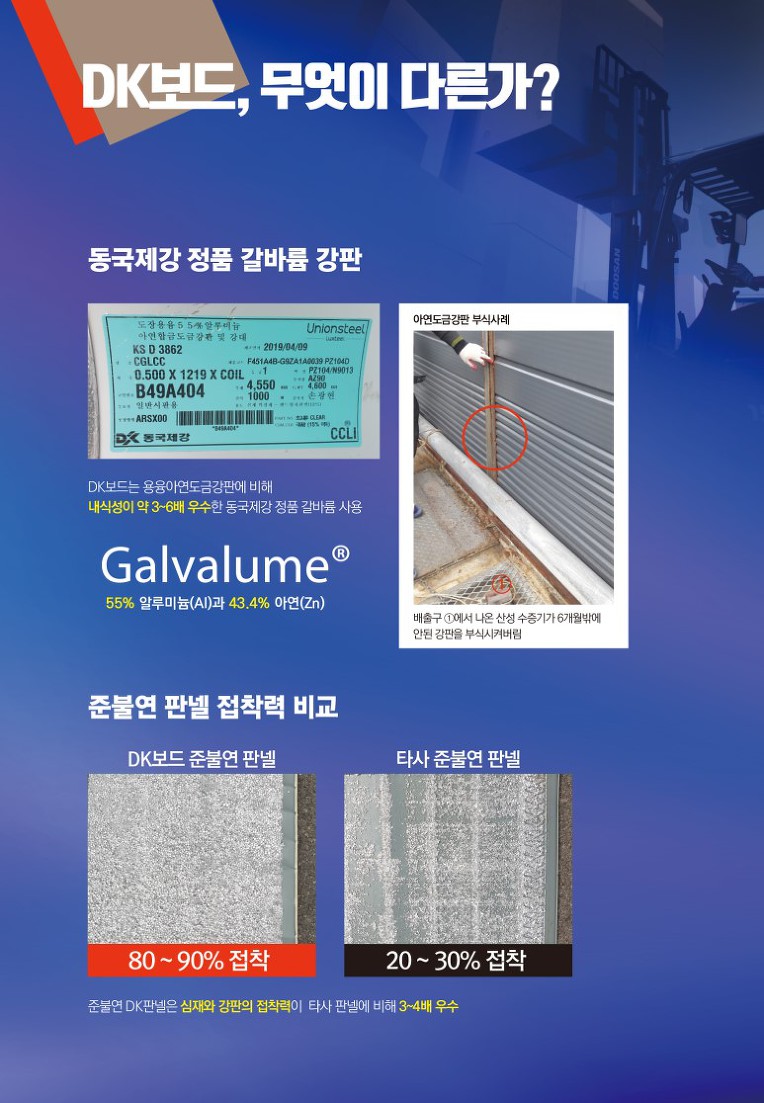 DK보드, 무엇이 다른가?
DOOSAN
동국제강 정품 갈바륨 강판
도장용융 5 5%알루미늄
아연합금도금강판 및 강대
Unionsteel
Luxteel
KS D 3862
2019/04/09
CGLCC
F451A4B-G9ZA1A0039 PZ104D
0.500 X 1219 X COIL
1
PZ104/N9013
AZ90
B49A404
4,550
4,600
일반시판용
1000
손광현
ARSX00
*B49A404*
CLEAR
DK 동국제강
CCLI
DK보드는 용융아연도금강판에 비해
내식성이 약 3~6배 우수한 동국제강 정품 갈바륨 사용
Galvalume®
55% 알루미늄(Al)과 43.4% 아연(Zn)
아연도금강판 부식사례
①
배출구 ①에서 나온 산성 수증기가 6개월밖에
안된 강판을 부식시켜버림
준불연 판넬 접착력 비교
DK보드 준불연 판넬
타사 준불연 판넬
80 ~ 90% 접착
20 ~ 30% 접착
준불연 DK판넬은 심재와 강판의 접착력이 타사 판넬에 비해 3~4배 우수